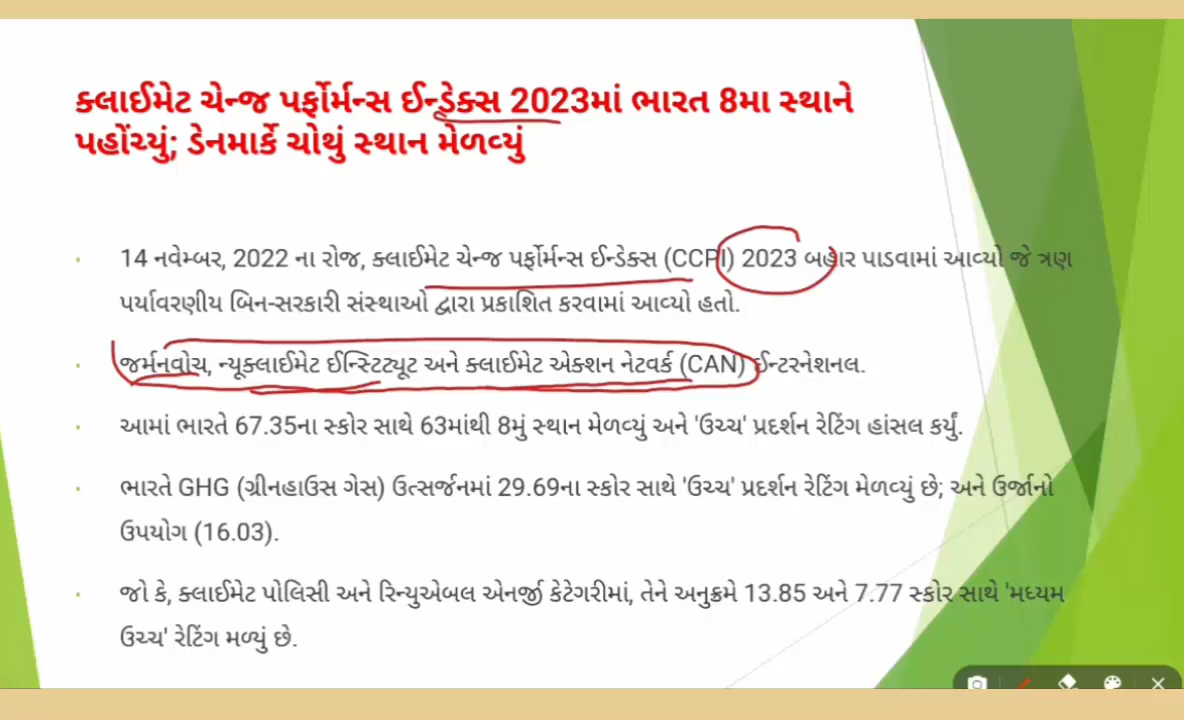 ક્લાઈમેટ ચેન્જ પર્ફોર્મન્સ ઈન્ડેક્સ 2023માં ભારત 8મા સ્થાને
પહોંચ્યું; ડેનમાર્કે ચોથું સ્થાન મેળવ્યું
14 નવેમ્બર, 2022 ના રોજ, ક્લાઈમેટ ચેન્જ પર્ફોર્મન્સ ઈન્ડેક્સ (CCPI) 2023 બહાર પાડવામાં આવ્યો જે ત્રણ
પર્યાવરણીય બિન-સરકારી સંસ્થાઓ દ્વારા પ્રકાશિત કરવામાં આવ્યો હતો.
જર્મનવોચ, ન્યૂક્લાઈમેટ ઈન્સ્ટિટ્યૂટ અને ક્લાઈમેટ એક્શન નેટવર્ક (CAN) ઈન્ટરનેશનલ.
આમાં ભારતે 67.35ના સ્કોર સાથે 63માંથી 8મું સ્થાન મેળવ્યું અને 'ઉચ્ચ' પ્રદર્શન રેટિંગ હાંસલ કર્યું.
ભારતે GHG (ગ્રીનહાઉસ ગેસ) ઉત્સર્જનમાં 29.69ના સ્કોર સાથે 'ઉચ્ચ' પ્રદર્શન રેટિંગ મેળવ્યું છે; અને ઉર્જાનો
ઉપયોગ (16.03).
જો કે, ક્લાઈમેટ પોલિસી અને રિન્યુએબલ એનર્જી કેટેગરીમાં, તેને અનુક્રમે 13.85 અને 7.77 સ્કોર સાથે 'મધ્યમ
ઉચ્ચ' રેટિંગ મળ્યું છે.